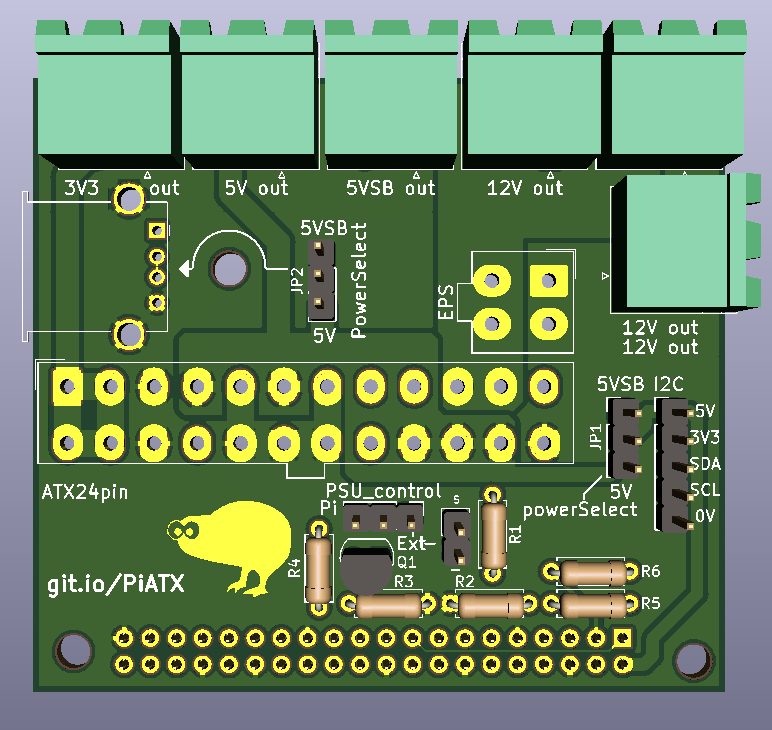 3V3 out
5V out
5VSB out
12V out
5VSB
JP2
PowerSelect
5V
EPS
12V out
12V out
5VSB
I2C
JP1
5V
3V3
SDA
SCL
0V
5V
powerSelect
ATX24pin
PSU_control
Pi
Ext
S
R1
Q1
R4
R3
R2
R6
R5
git.io/PiATX